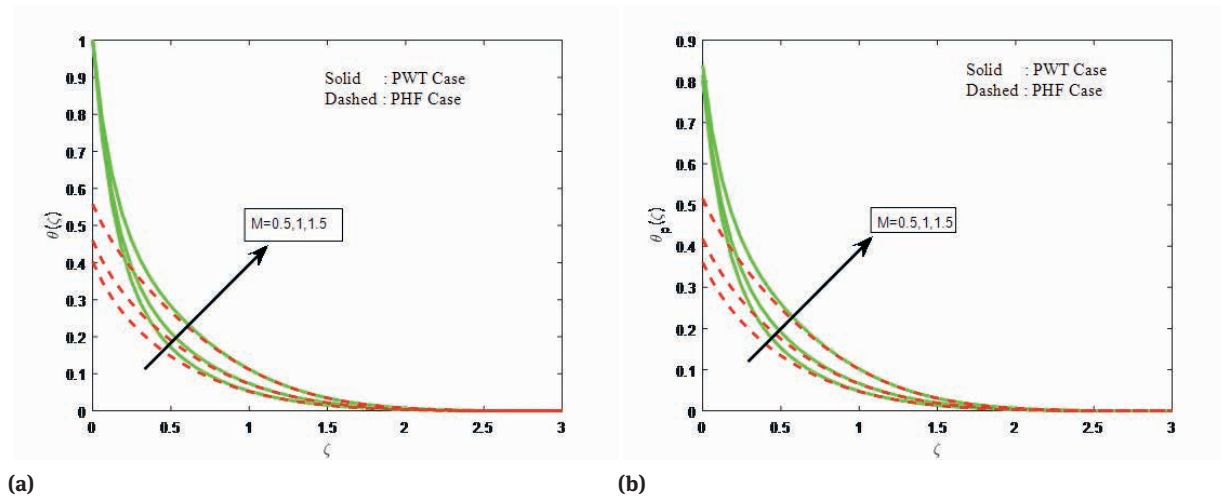 1
0.9
0.8
0.7
0.6
0.5
0.4
0.3
0.2
0.1
0
θ(ζ)
Solid : PWT Case
Dashed : PHF Case
M=0.5,1,1.5
0 0.5 1 1.5 2 2.5 3
ζ
(a)
0.9
0.8
0.7
0.6
0.5
0.4
0.3
0.2
0.1
0
θp(ζ)
Solid : PWT Case
Dashed : PHF Case
M=0.5,1,1.5
0 0.5 1 1.5 2 2.5 3
ζ
(b)